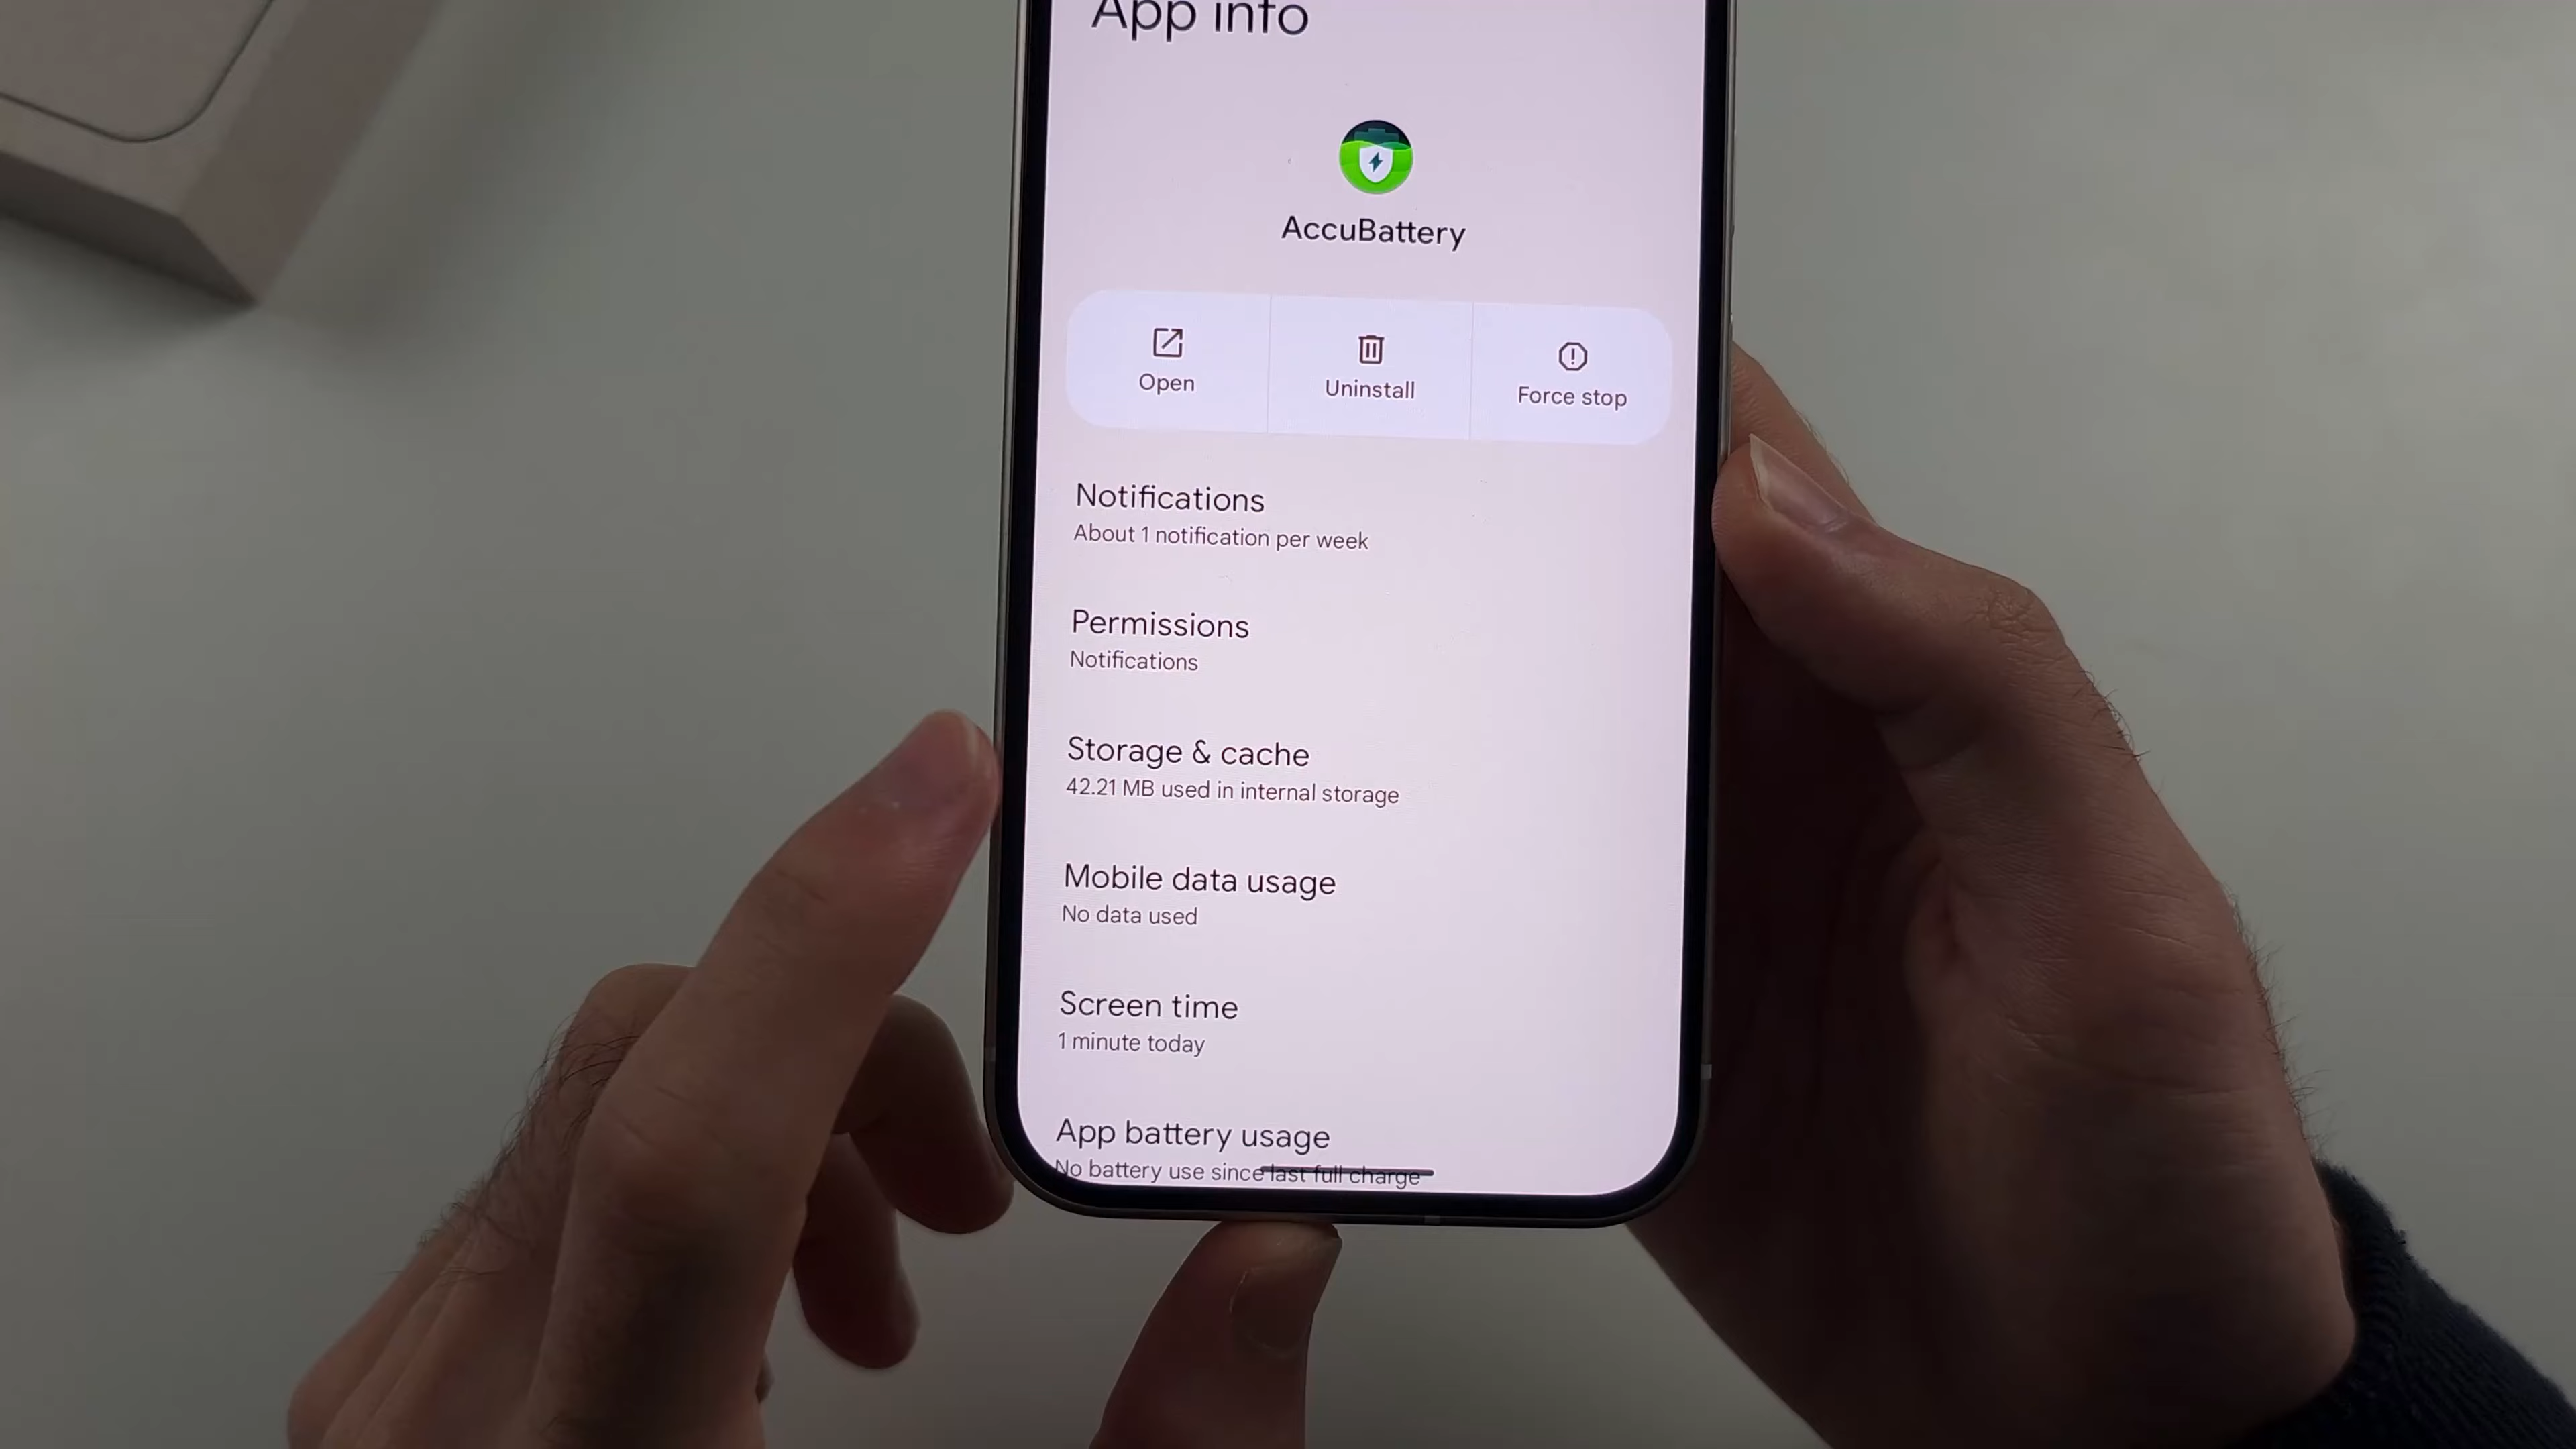 App info
AccuBattery
Open
Uninstall
Force stop
Notifications
About 1 notification per week
Permissions
Notifications
Storage & cache
42.21 MB used in internal storage
Mobile data usage
No data used
Screen time
1 minute today
App battery usage
No battery use since last full charge